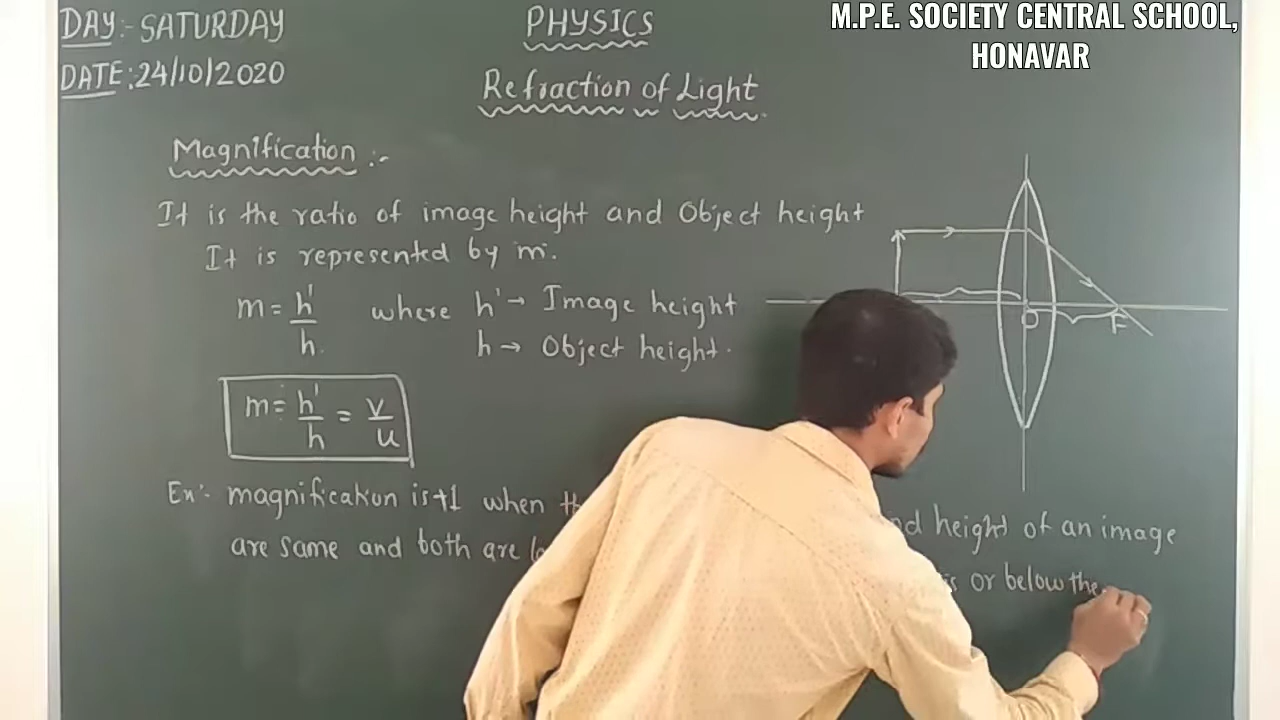 DAY:- SATURDAY
DATE:24/10/2020
PHYSICS
Refraction of Light
M.P.E. SOCIETY CENTRAL SCHOOL,
HONAVAR
Magnification :-
It is the ratio of image height and Object height
It is represented by m.
m = h'/h where h' → Image height
h → Object height.
m = h'/h = v/u
Ex:- magnification is +1 when height of an image
are same and both are or below the
O F